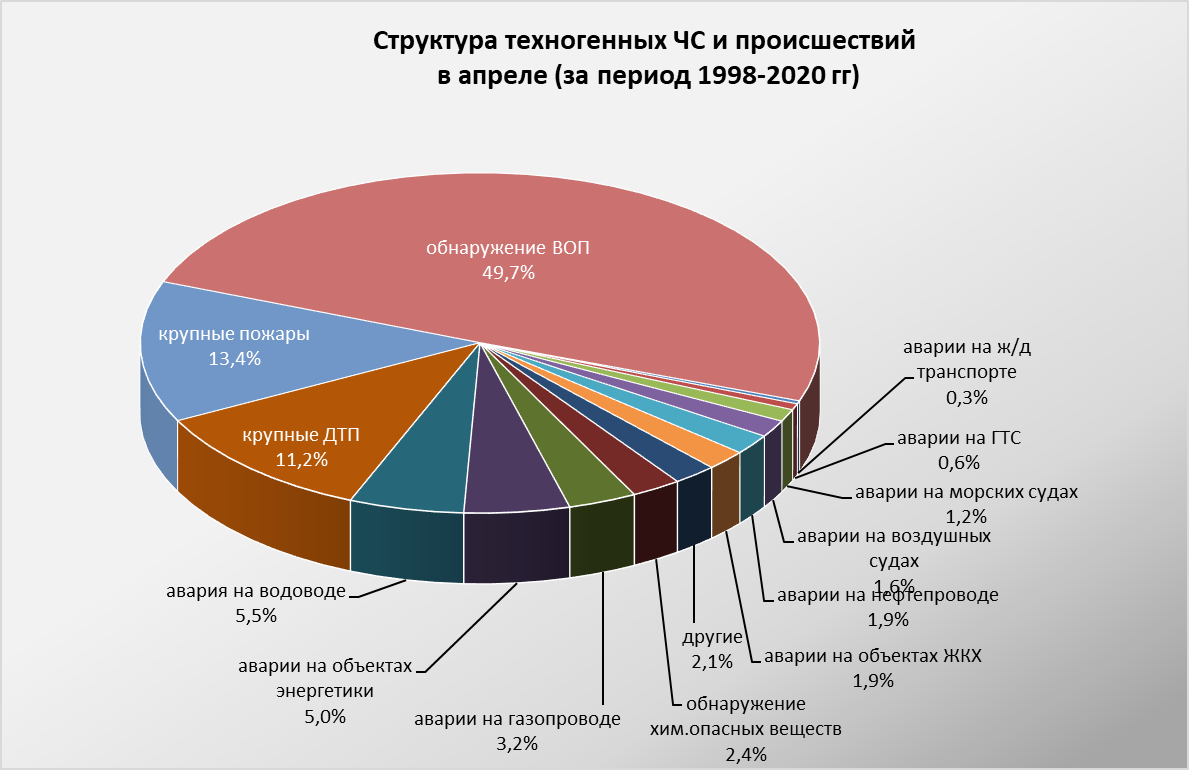 Структура техногенных ЧС и происшествий
в апреле (за период 1998-2020 гг)
обнаружение ВОП
49,7%
крупные пожары
13,4%
крупные ДТП
11,2%
авария на водоводе
5,5%
аварии на объектах
энергетики
5,0%
аварии на газопроводе
3,2%
обнаружение
хим.опасных веществ
2,4%
другие
2,1%
аварии на объектах ЖКХ
1,9%
аварии на нефтепроводе
1,9%
аварии на воздушных
судах
1,6%
аварии на морских судах
1,2%
аварии на ГТС
0,6%
аварии на ж/д
транспорте
0,3%